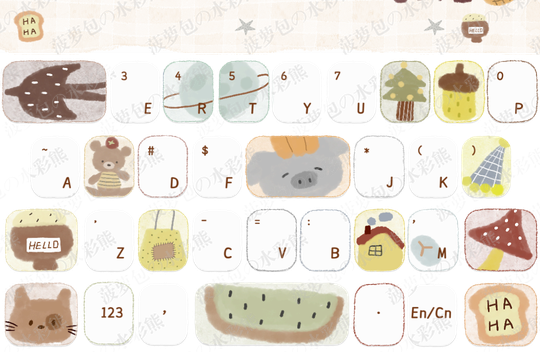 HA
HA
HELLO
3 E
4 R
5 T
6 Y
7 U
0 P
~ A
# D
$ F
* J
( K
)
HELLO
' Z
- C
= V
: B
, M
123
,
.
En/Cn
HA
HA
菠萝包の水彩熊